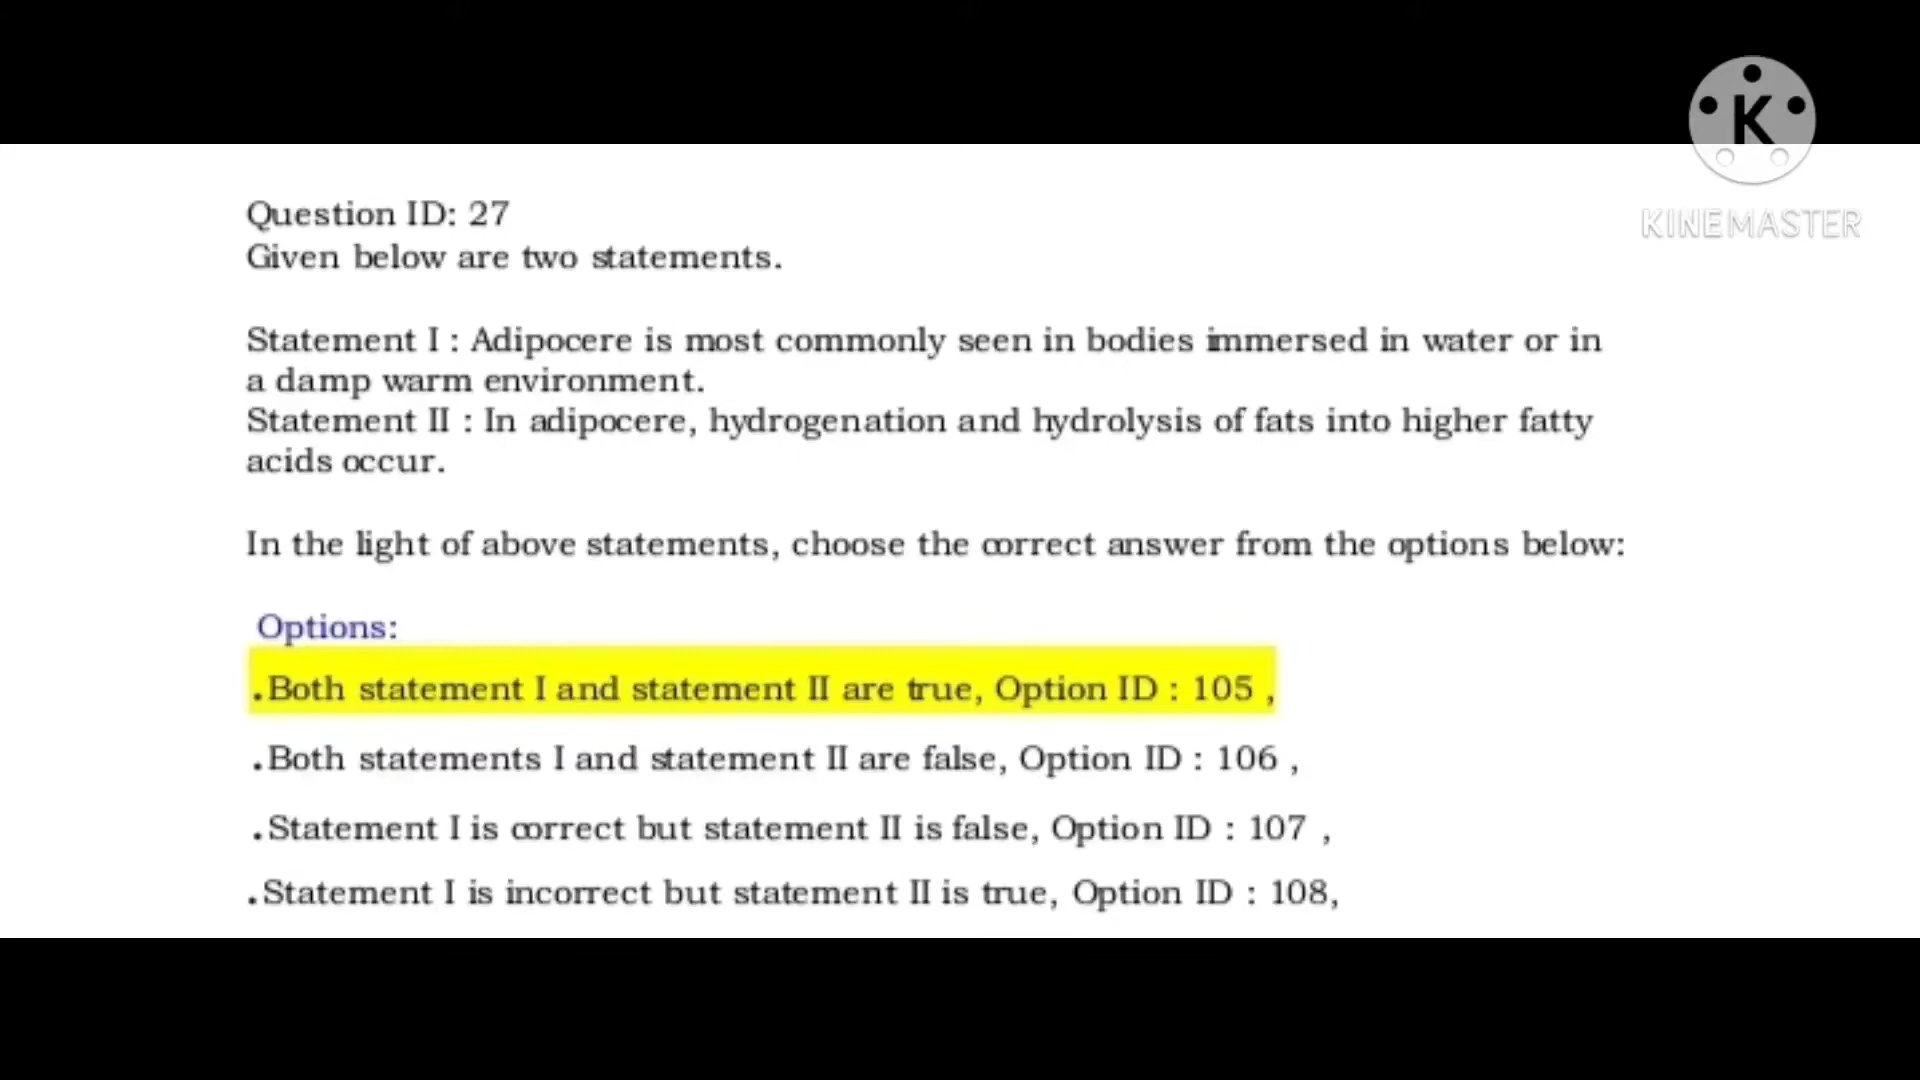 K
KINEMASTER
Question ID: 27
Given below are two statements.
Statement I : Adipocere is most commonly seen in bodies immersed in water or in
a damp warm environment.
Statement II : In adipocere, hydrogenation and hydrolysis of fats into higher fatty
acids occur.
In the light of above statements, choose the correct answer from the options below:
Options:
.Both statement I and statement II are true, Option ID : 105 ,
.Both statements I and statement II are false, Option ID : 106 ,
.Statement I is correct but statement II is false, Option ID : 107 ,
.Statement I is incorrect but statement II is true, Option ID : 108,